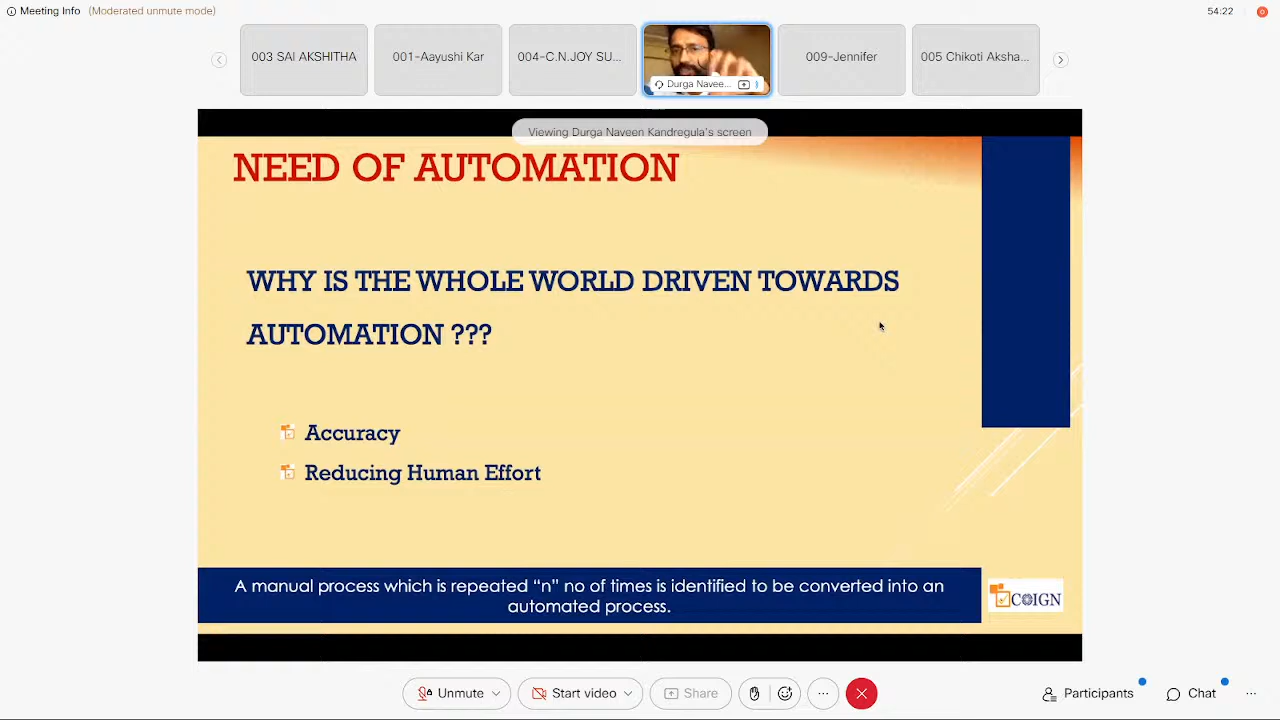 Meeting Info (Moderated unmute mode)
54:22
003 SAI AKSHITHA
001-Aayushi Kar
004-C.N.JOY SU...
Durga Navee...
009-Jennifer
005 Chikoti Aksha...
Viewing Durga Naveen Kandregula's screen
NEED OF AUTOMATION
WHY IS THE WHOLE WORLD DRIVEN TOWARDS
AUTOMATION ???
Accuracy
Reducing Human Effort
A manual process which is repeated “n” no of times is identified to be converted into an
automated process.
COIGN
Unmute
Start video
Share
Participants
Chat